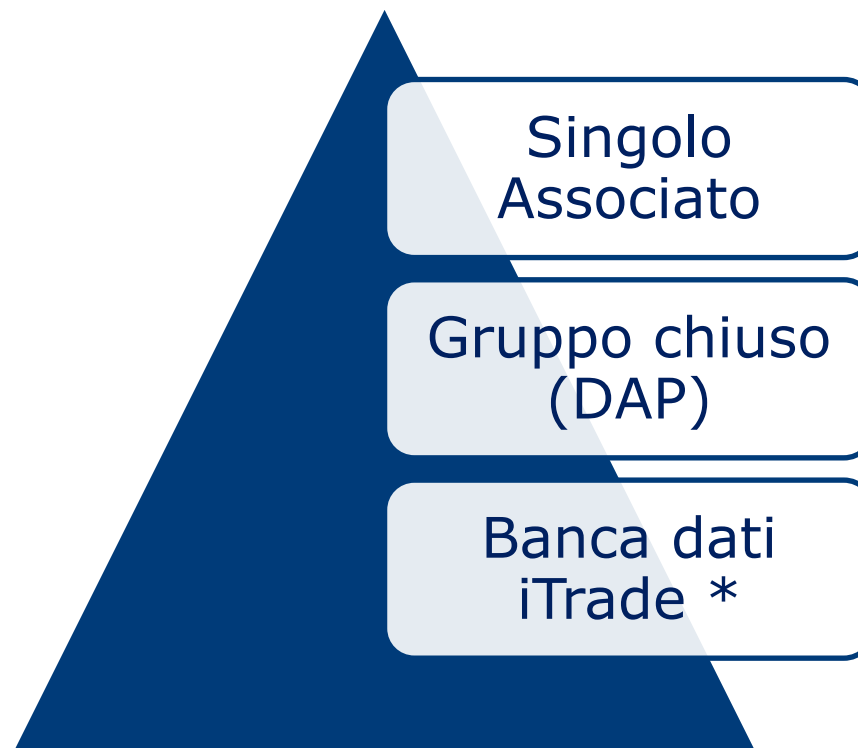 Singolo
Associato
Gruppo chiuso
(DAP)
Banca dati
iTrade *